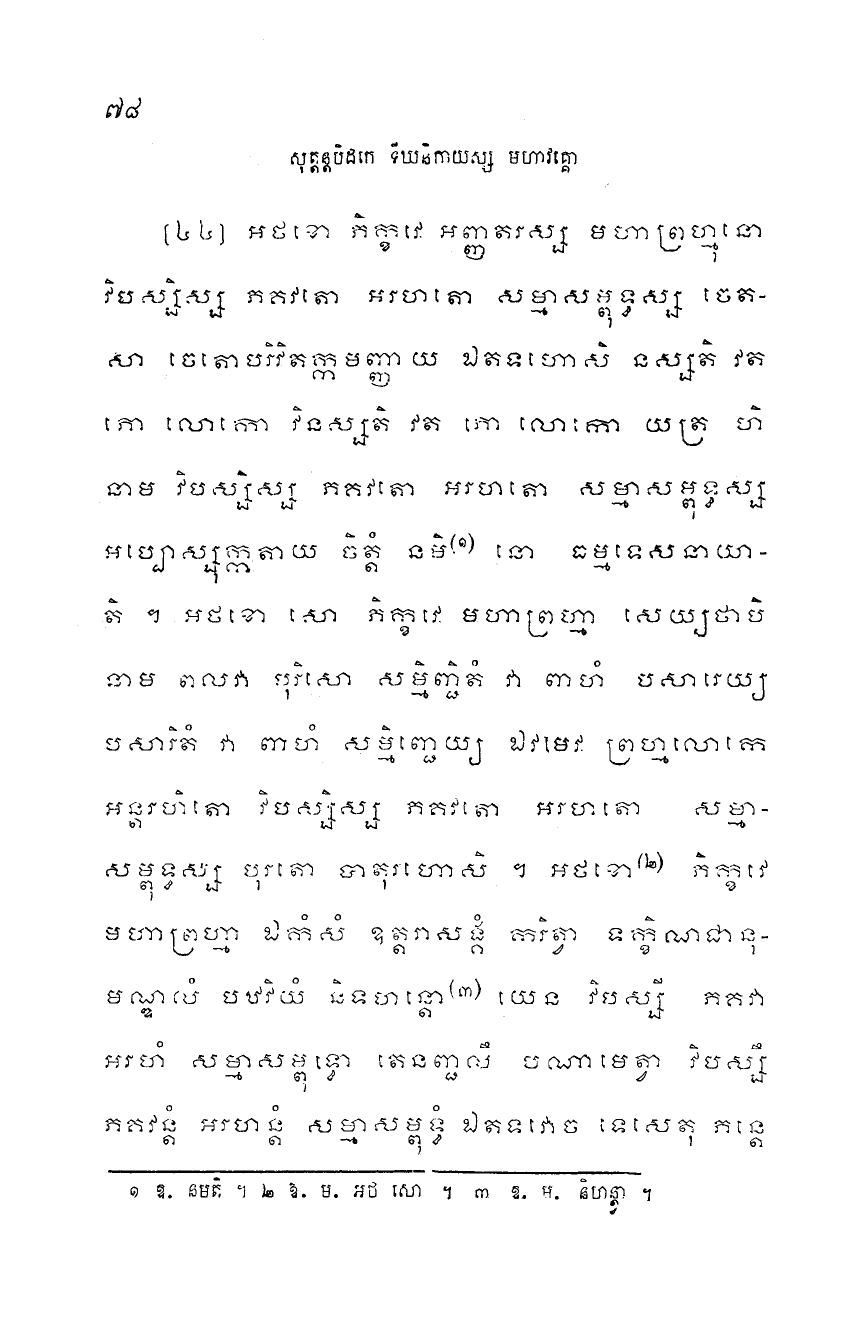 ៧៨
សុត្តន្តបិដកេ ទីឃនិកាយស្ស មហាវគ្គោ
[៤៤] អថខោ ភិក្ខវេ អញ្ញតរស្ស មហាព្រហ្មុនោ
វិបស្សិស្ស ភគវតោ អរហតោ សម្មាសម្ពុទ្ធស្ស ចេត-
សា ចេតោបរិវិតក្កមញ្ញាយ ឯតទហោសិ នស្សតិ វត
ភោ លោកោ វិនស្សតិ វត ភោ លោកោ យត្រ ហិ
នាម វិបស្សិស្ស ភគវតោ អរហតោ សម្មាសម្ពុទ្ធស្ស
អប្បោស្សុក្កតាយ ចិត្តំ នមិ(១) នោ ធម្មទេសនាយា-
តិ ។ អថខោ សោ ភិក្ខវេ មហាព្រហ្មា សេយ្យថាបិ
នាម ពលវា បុរិសោ សម្មិញ្ជិតំ វា ពាហំ បសារេយ្យ
បសារិតំ វា ពាហំ សម្មិញ្ជេយ្យ ឯវមេវ ព្រហ្មលោកេ
អន្តរហិតោ វិបស្សិស្ស ភគវតោ អរហតោ សម្មា-
សម្ពុទ្ធស្ស បុរតោ បាតុរហោសិ ។ អថខោ(២) ភិក្ខវេ
មហាព្រហ្មា ឯកំសំ ឧត្តរាសង្គំ ករិត្វា ទក្ខិណជានុ-
មណ្ឌលំ បឋវិយំ និទហន្តោ(៣) យេន វិបស្សី ភគវា
អរហំ សម្មាសម្ពុទ្ធោ តេនញ្ជលឹ បណាមេត្វា វិបស្សឹ
ភគវន្តំ អរហន្តំ សម្មាសម្ពុទ្ធំ ឯតទវោច ទេសេតុ ភន្តេ
១ ឱ. នមតិ ។ ២ ឱ. ម. អថ សោ ។ ៣ ឱ. ម. និហន្ត្វា ។